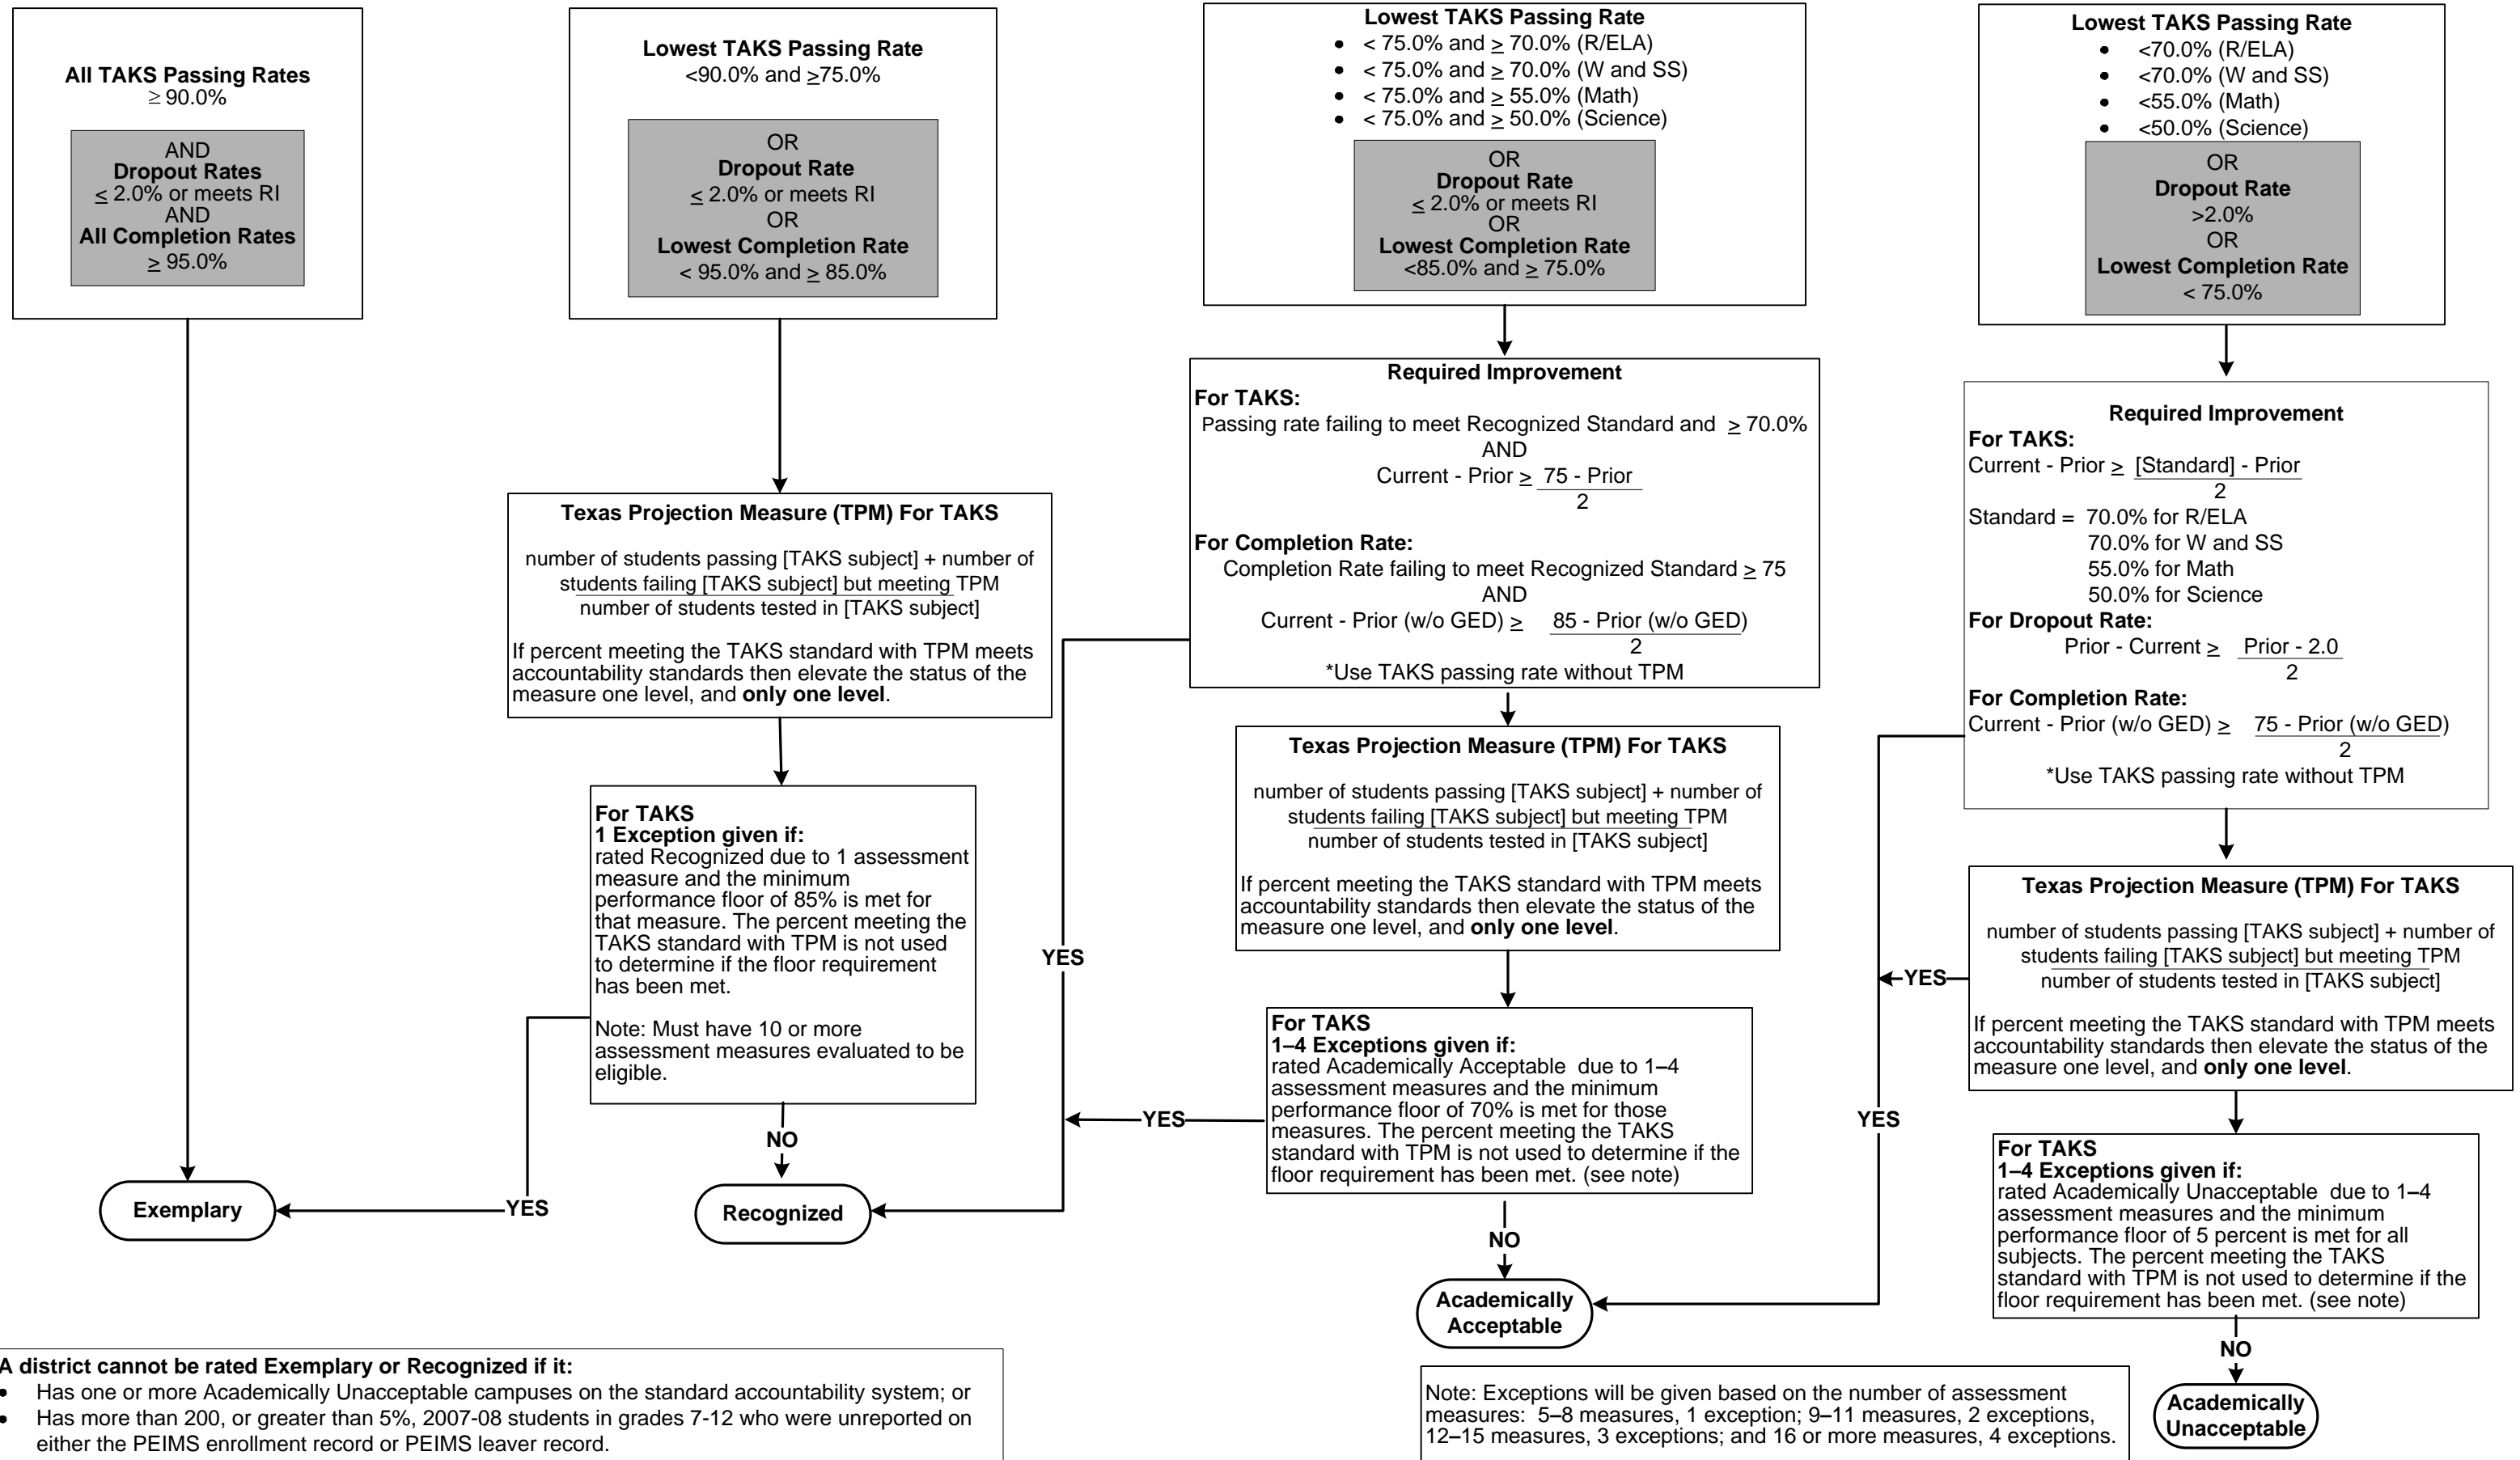 All TAKS Passing Rates
≥ 90.0%
AND
Dropout Rates
≤ 2.0% or meets RI
AND
All Completion Rates
≥ 95.0%
Lowest TAKS Passing Rate
<90.0% and ≥75.0%
OR
Dropout Rate
≤ 2.0% or meets RI
OR
Lowest Completion Rate
< 95.0% and ≥ 85.0%
Lowest TAKS Passing Rate
• < 75.0% and ≥ 70.0% (R/ELA)
• < 75.0% and ≥ 70.0% (W and SS)
• < 75.0% and ≥ 55.0% (Math)
• < 75.0% and ≥ 50.0% (Science)
OR
Dropout Rate
≤ 2.0% or meets RI
OR
Lowest Completion Rate
<85.0% and ≥ 75.0%
Lowest TAKS Passing Rate
• <70.0% (R/ELA)
• <70.0% (W and SS)
• <55.0% (Math)
• <50.0% (Science)
OR
Dropout Rate
>2.0%
OR
Lowest Completion Rate
< 75.0%
Texas Projection Measure (TPM) For TAKS
number of students passing [TAKS subject] + number of
students failing [TAKS subject] but meeting TPM
number of students tested in [TAKS subject]
If percent meeting the TAKS standard with TPM meets
accountability standards then elevate the status of the
measure one level, and only one level.
For TAKS
1 Exception given if:
rated Recognized due to 1 assessment
measure and the minimum
performance floor of 85% is met for
that measure. The percent meeting the
TAKS standard with TPM is not used
to determine if the floor requirement
has been met.
Note: Must have 10 or more
assessment measures evaluated to be
eligible.
YES
NO
Exemplary
Recognized
Required Improvement
For TAKS:
Passing rate failing to meet Recognized Standard and ≥ 70.0%
AND
Current - Prior ≥ 75 - Prior
2
For Completion Rate:
Completion Rate failing to meet Recognized Standard ≥ 75
AND
Current - Prior (w/o GED) ≥ 85 - Prior (w/o GED)
2
*Use TAKS passing rate without TPM
YES
Texas Projection Measure (TPM) For TAKS
number of students passing [TAKS subject] + number of
students failing [TAKS subject] but meeting TPM
number of students tested in [TAKS subject]
If percent meeting the TAKS standard with TPM meets
accountability standards then elevate the status of the
measure one level, and only one level.
For TAKS
1–4 Exceptions given if:
rated Academically Acceptable due to 1–4
assessment measures and the minimum
performance floor of 70% is met for those
measures. The percent meeting the TAKS
standard with TPM is not used to determine if the
floor requirement has been met. (see note)
YES
NO
Academically
Acceptable
Required Improvement
For TAKS:
Current - Prior ≥ [Standard] - Prior
2
Standard = 70.0% for R/ELA
70.0% for W and SS
55.0% for Math
50.0% for Science
For Dropout Rate:
Prior - Current ≥ Prior - 2.0
2
For Completion Rate:
Current - Prior (w/o GED) ≥ 75 - Prior (w/o GED)
2
*Use TAKS passing rate without TPM
YES
Texas Projection Measure (TPM) For TAKS
number of students passing [TAKS subject] + number of
students failing [TAKS subject] but meeting TPM
number of students tested in [TAKS subject]
If percent meeting the TAKS standard with TPM meets
accountability standards then elevate the status of the
measure one level, and only one level.
YES
For TAKS
1–4 Exceptions given if:
rated Academically Unacceptable due to 1–4
assessment measures and the minimum
performance floor of 5 percent is met for all
subjects. The percent meeting the TAKS
standard with TPM is not used to determine if the
floor requirement has been met. (see note)
NO
Academically
Unacceptable
A district cannot be rated Exemplary or Recognized if it:
• Has one or more Academically Unacceptable campuses on the standard accountability system; or
• Has more than 200, or greater than 5%, 2007-08 students in grades 7-12 who were unreported on
either the PEIMS enrollment record or PEIMS leaver record.
Note: Exceptions will be given based on the number of assessment
measures: 5–8 measures, 1 exception; 9–11 measures, 2 exceptions,
12–15 measures, 3 exceptions; and 16 or more measures, 4 exceptions.